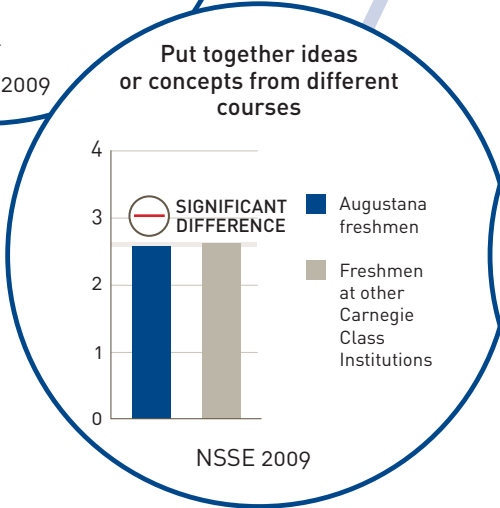 2009
Put together ideas
or concepts from different
courses
4
3
2
1
0
SIGNIFICANT
DIFFERENCE
Augustana
freshmen
Freshmen
at other
Carnegie
Class
Institutions
NSSE 2009